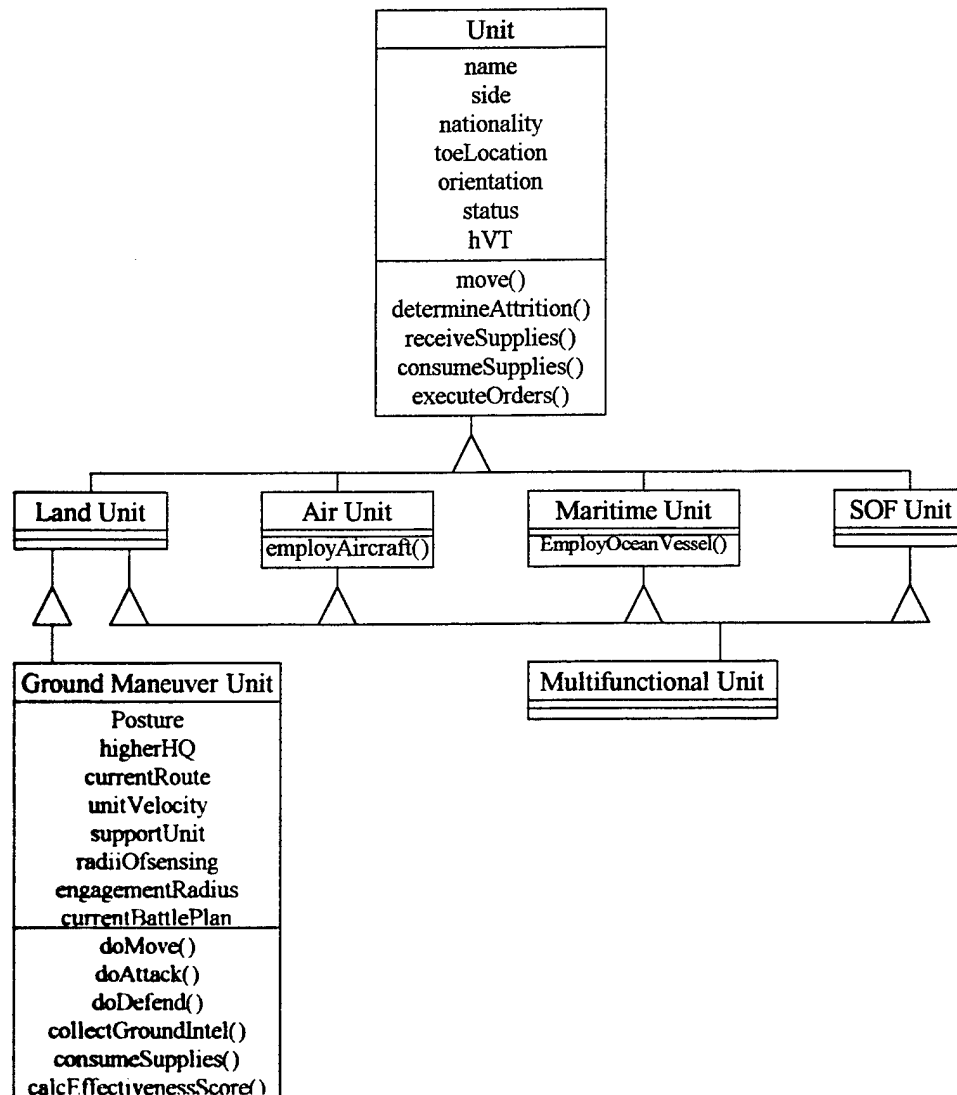 Unit
name
side
nationality
toeLocation
orientation
status
hVT
move()
determineAttrition()
receiveSupplies()
consumeSupplies()
executeOrders()
Land Unit
Air Unit
employAircraft()
Maritime Unit
EmployOceanVessel()
SOF Unit
Ground Maneuver Unit
Posture
higherHQ
currentRoute
unitVelocity
supportUnit
radiiOfsensing
engagementRadius
currentBattlePlan
doMove()
doAttack()
doDefend()
collectGroundIntel()
consumeSupplies()
calcEffectivenessScore()
Multifunctional Unit